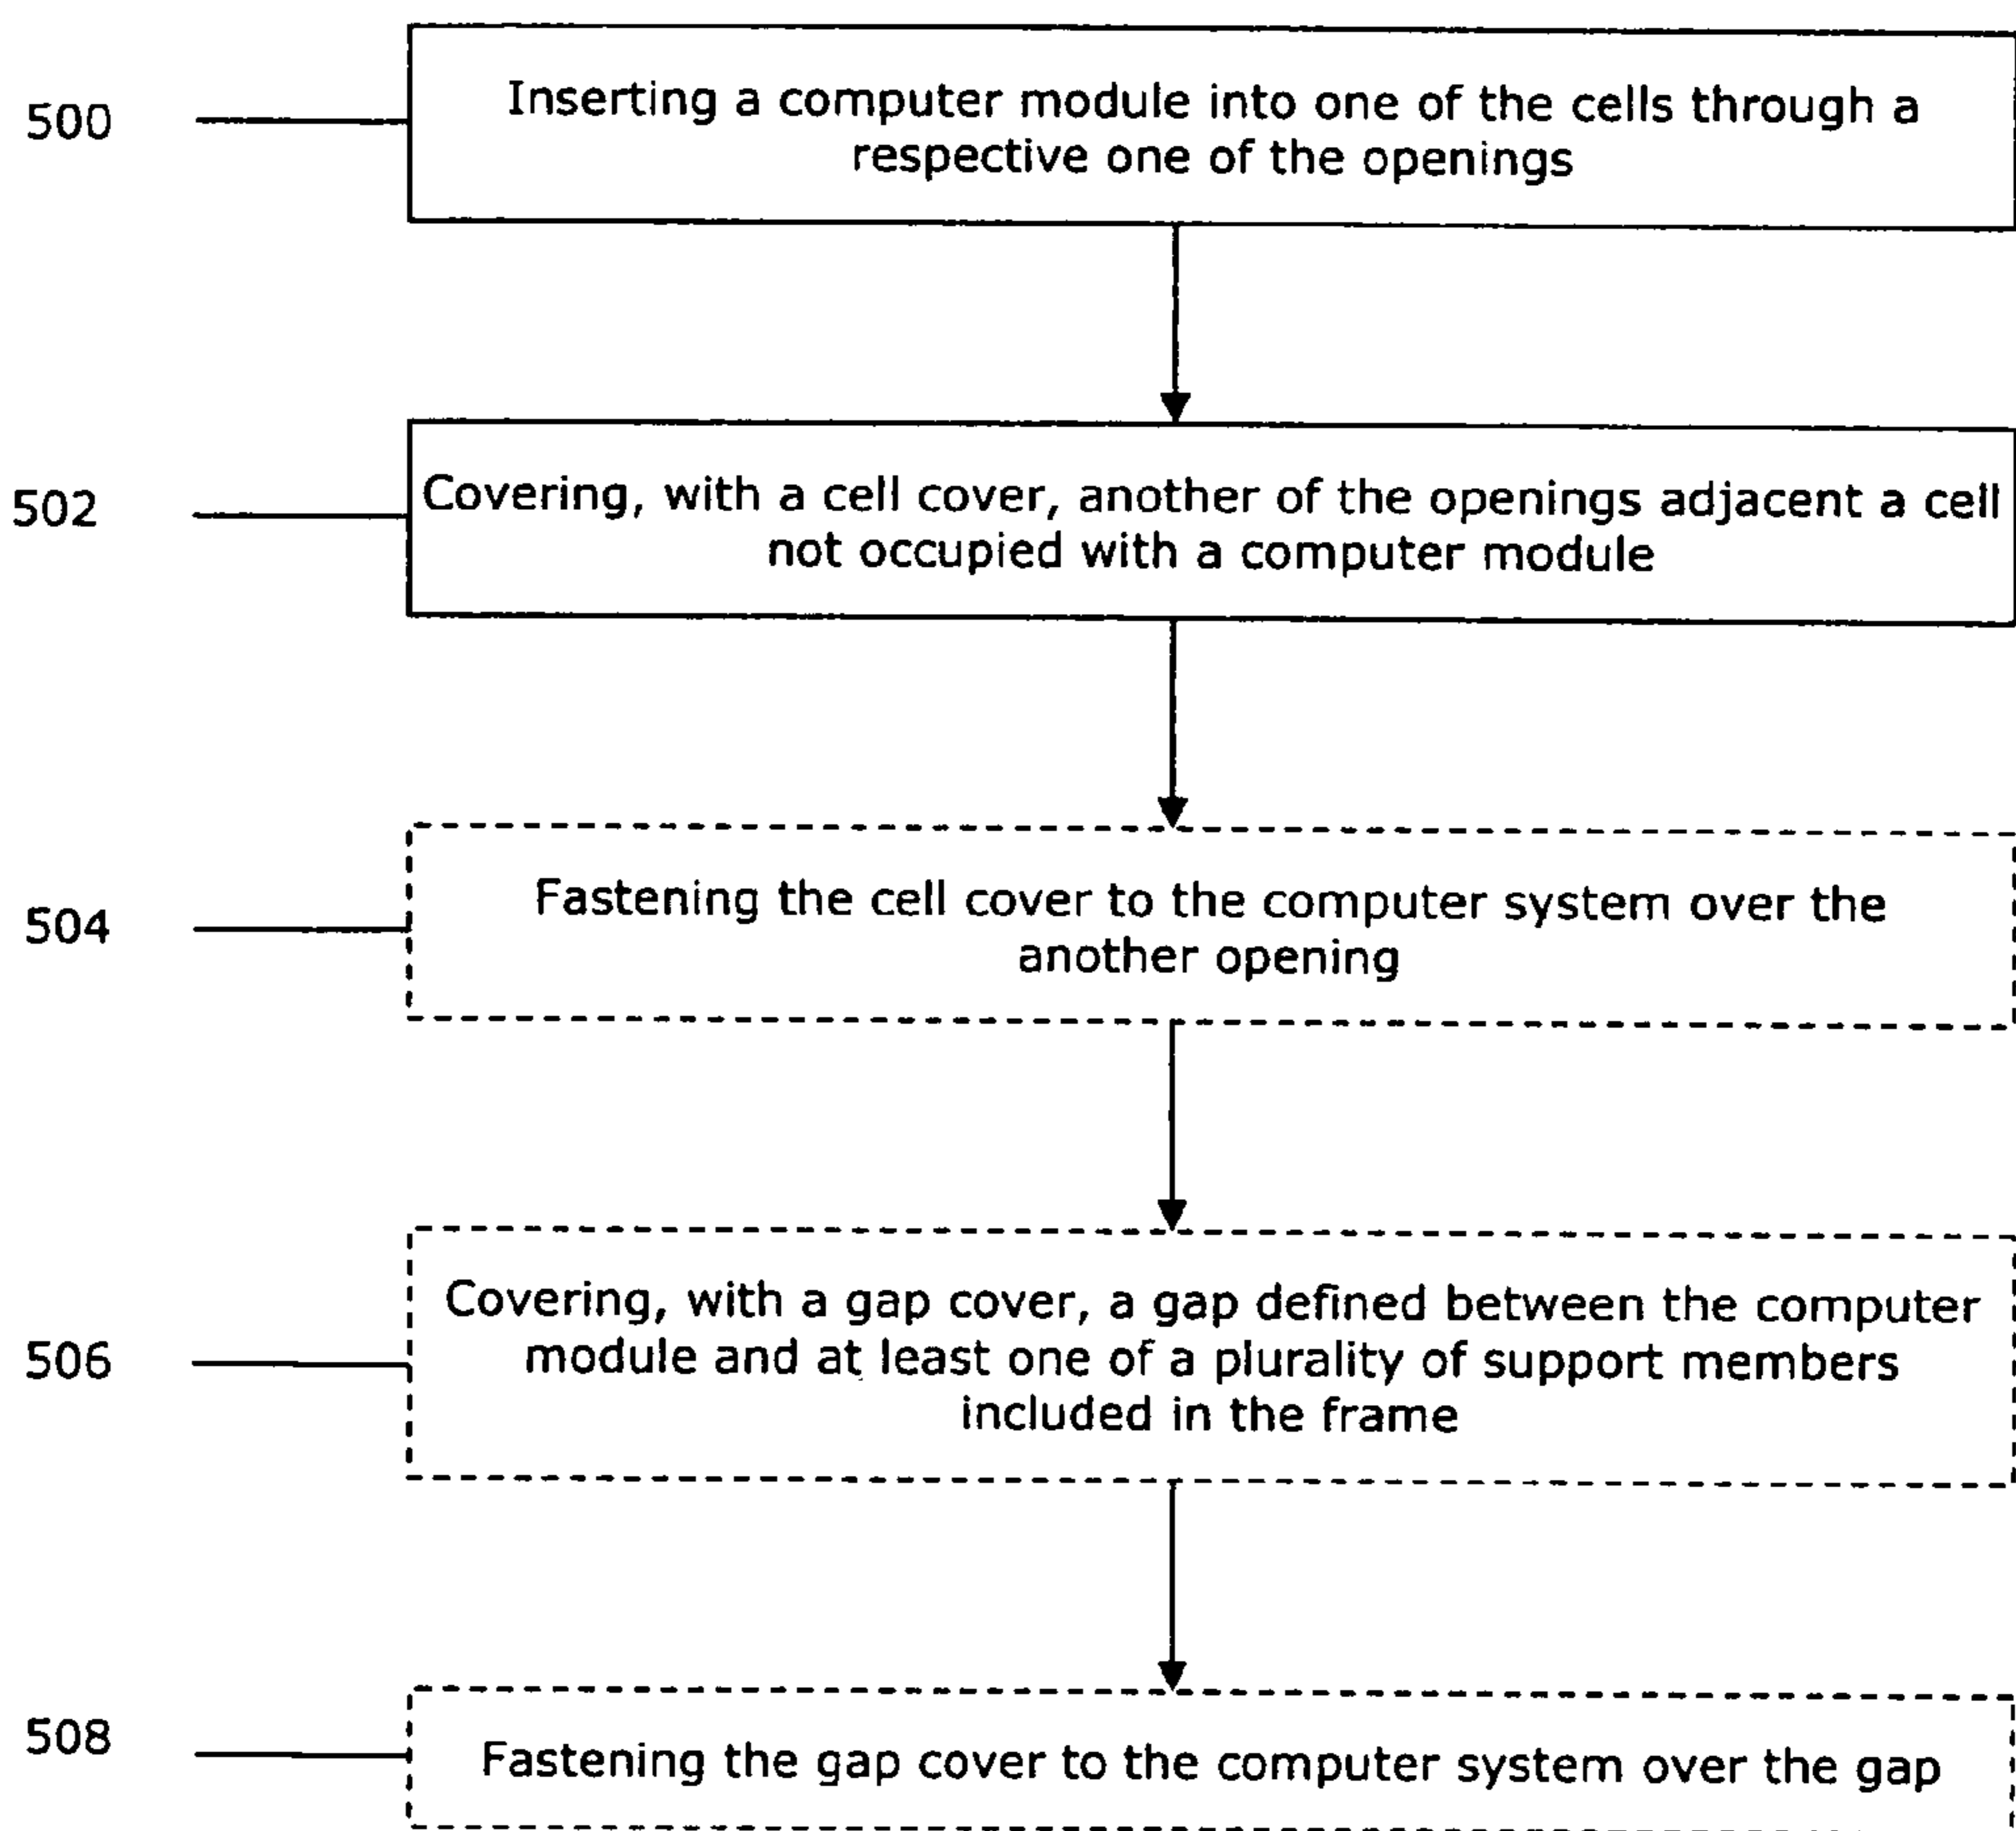 500
Inserting a computer module into one of the cells through a
respective one of the openings
502
Covering, with a cell cover, another of the openings adjacent a cell
not occupied with a computer module
504
Fastening the cell cover to the computer system over the
another opening
506
Covering, with a gap cover, a gap defined between the computer
module and at least one of a plurality of support members
included in the frame
508
Fastening the gap cover to the computer system over the gap